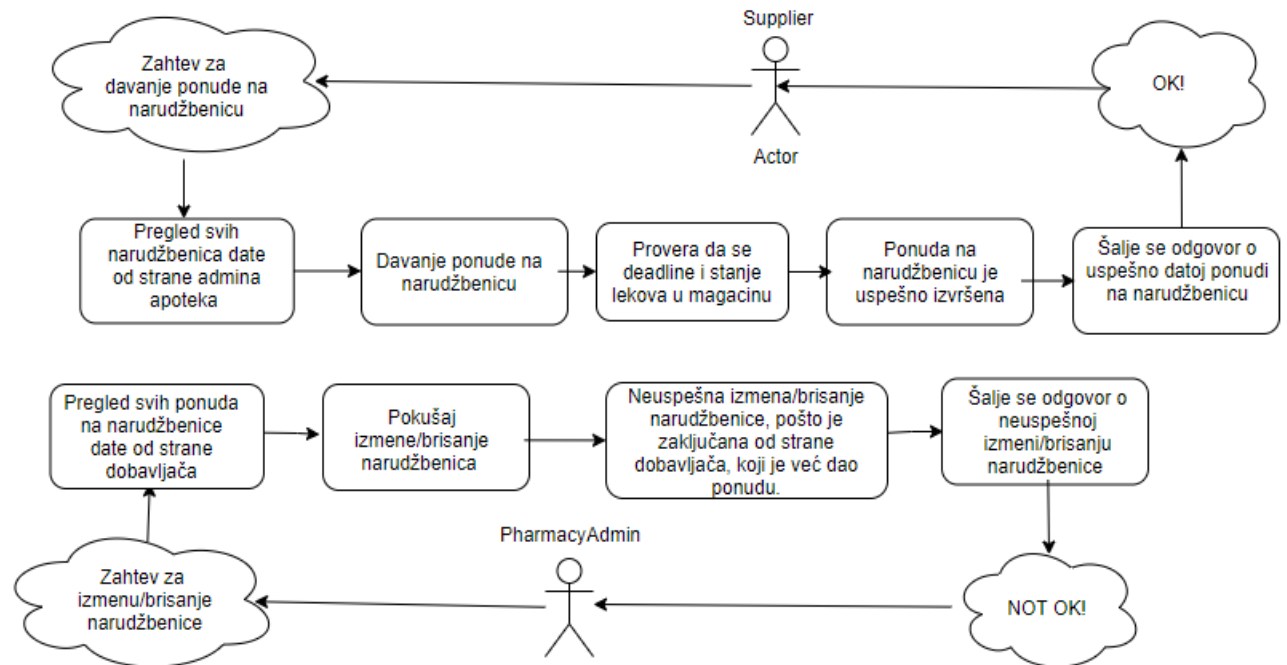 Supplier
Zahtev za
davanje ponude na
narudžbenicu
OK!
Actor
Pregled svih
narudžbenica date
od strane admina
apoteka
Davanje ponude na
narudžbenicu
Provera da se
deadline i stanje
lekova u magacinu
Ponuda na
narudžbenicu je
uspešno izvršena
Šalje se odgovor o
uspešno datoj ponudi
na narudžbenicu
Pregled svih ponuda
na narudžbenice
date od strane
dobavljača
Pokušaj
izmene/brisanje
narudžbenica
Neuspešna izmena/brisanje
narudžbenice, pošto je
zaključana od strane
dobavljača, koji je već dao
ponudu.
Šalje se odgovor o
neuspešnoj
izmeni/brisanju
narudžbenice
PharmacyAdmin
Zahtev za
izmenu/brisanje
narudžbenice
NOT OK!